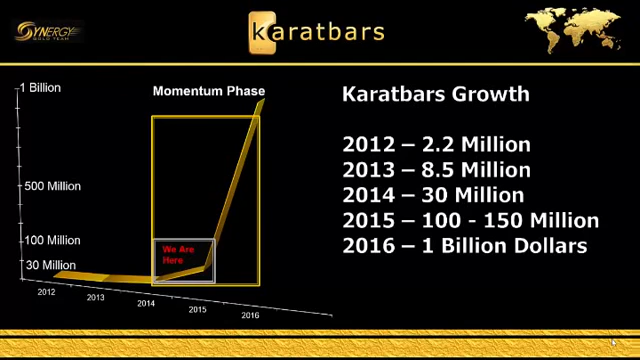 SYNERGY
GOLD TEAM
karatbars
1 Billion
500 Million
100 Million
30 Million
Momentum Phase
We Are
Here
2012
2013
2014
2015
2016
Karatbars Growth
2012 – 2.2 Million
2013 – 8.5 Million
2014 – 30 Million
2015 – 100 - 150 Million
2016 – 1 Billion Dollars